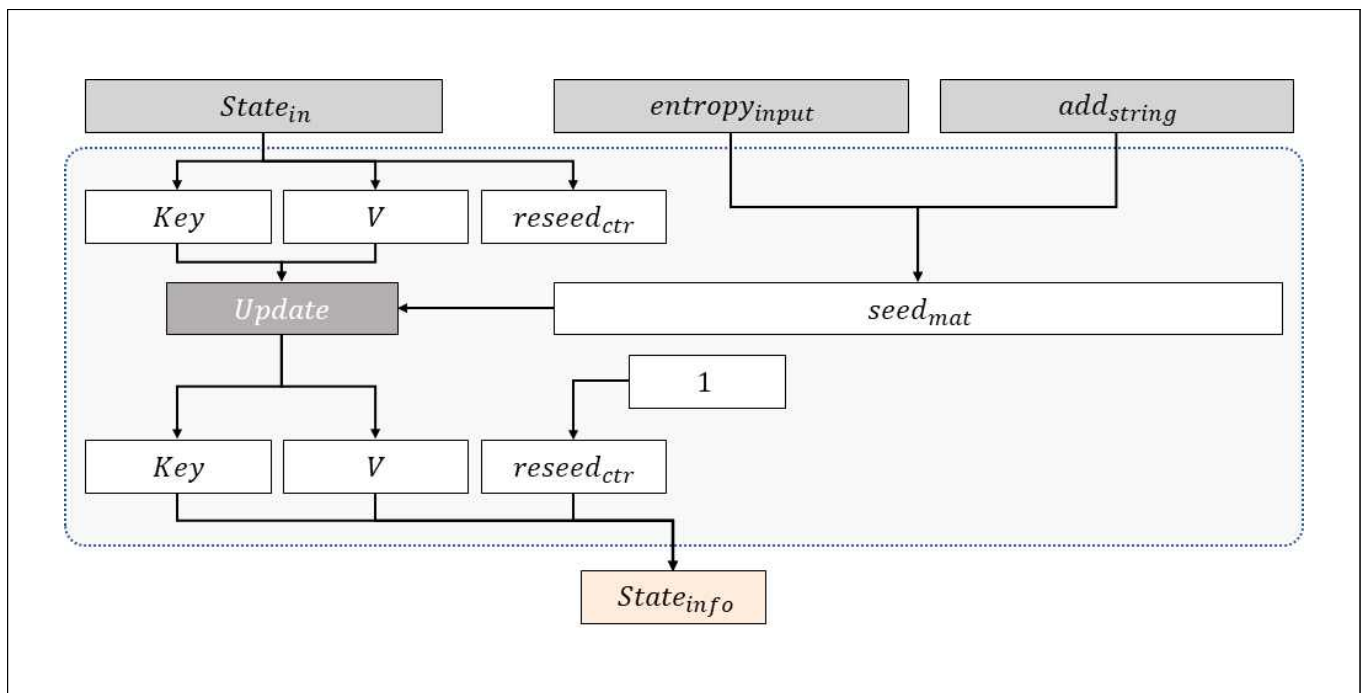 State_in
entropy_input
add_string
Key
V
reseed_ctr
Update
seed_mat
1
Key
V
reseed_ctr
State_info